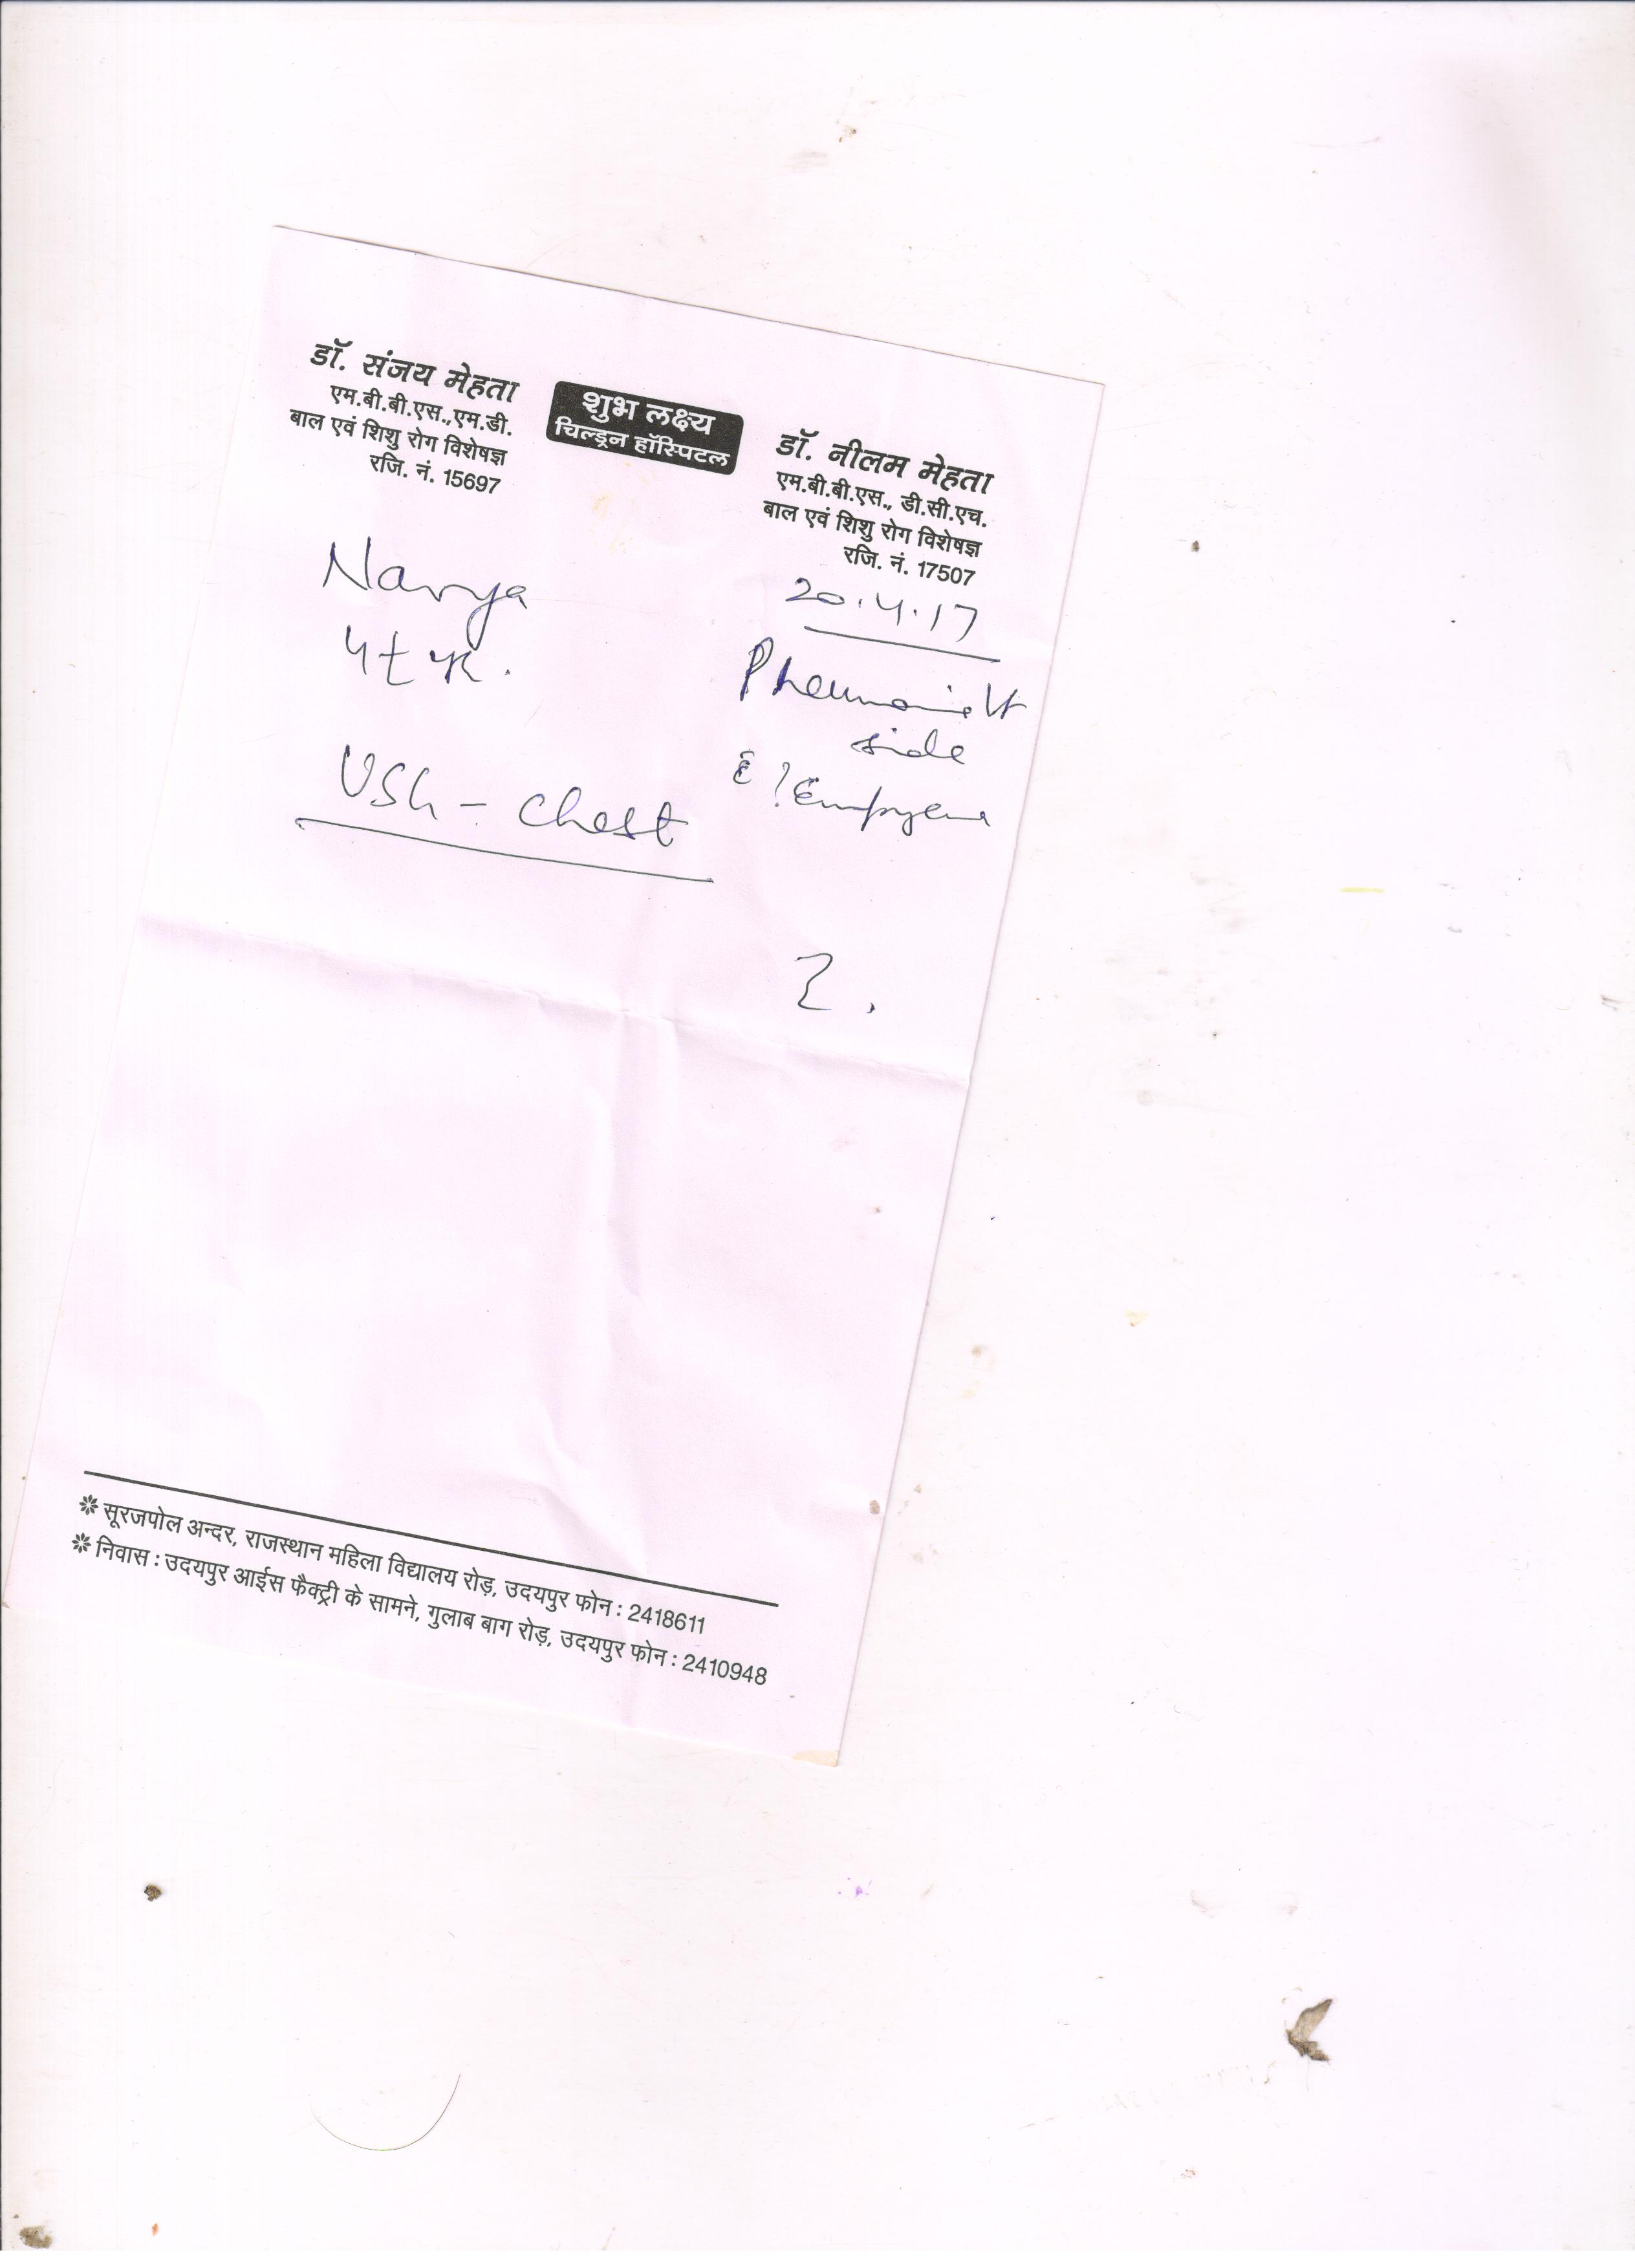 डॉ. संजय मेहता
एम.बी.बी.एस.,एम.डी.
बाल एवं शिशु रोग विशेषज्ञ
रजि. नं. 15697
शुभ लक्ष्य
चिल्ड्रन हॉस्पिटल
डॉ. नीलम मेहता
एम.बी.बी.एस., डी.सी.एच.
बाल एवं शिशु रोग विशेषज्ञ
रजि. नं. 17507
Navya
20.4.17
Pneumonia
side
? Empyema
USG - Chest
❋ सूरजपोल अन्दर, राजस्थान महिला विद्यालय रोड़, उदयपुर फोन : 2418611
❋ निवास : उदयपुर आईस फैक्ट्री के सामने, गुलाब बाग रोड़, उदयपुर फोन : 2410948